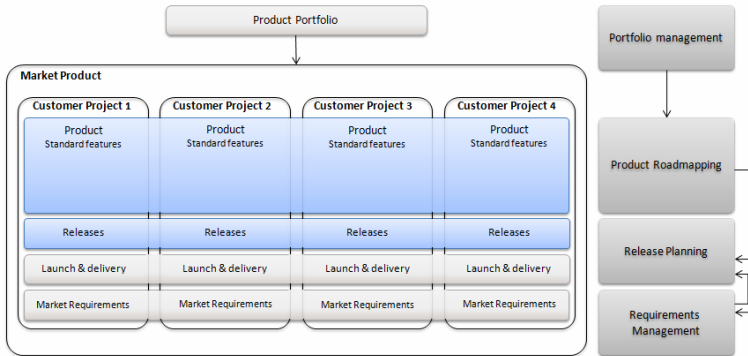 Product Portfolio
Portfolio management
Market Product
Customer Project 1
Customer Project 2
Customer Project 3
Customer Project 4
Product
Standard features
Product
Standard features
Product
Standard features
Product
Standard features
Product Roadmapping
Releases
Releases
Releases
Releases
Release Planning
Launch & delivery
Launch & delivery
Launch & delivery
Launch & delivery
Market Requirements
Market Requirements
Market Requirements
Market Requirements
Requirements
Management